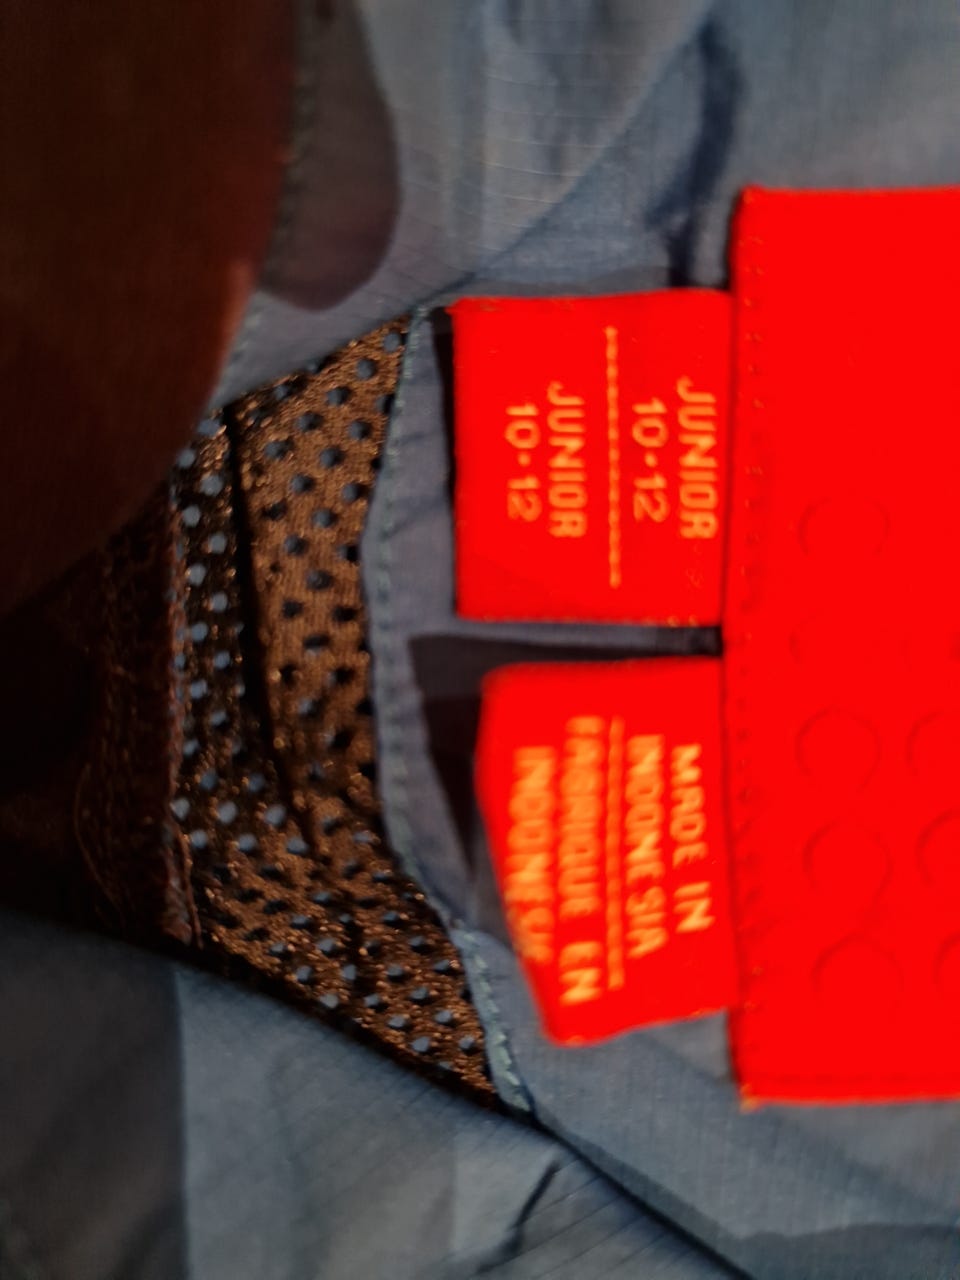 JUNIOR
10-12
JUNIOR
10-12
MADE IN
INDONESIA
FABRIQUE EN
INDONESIE